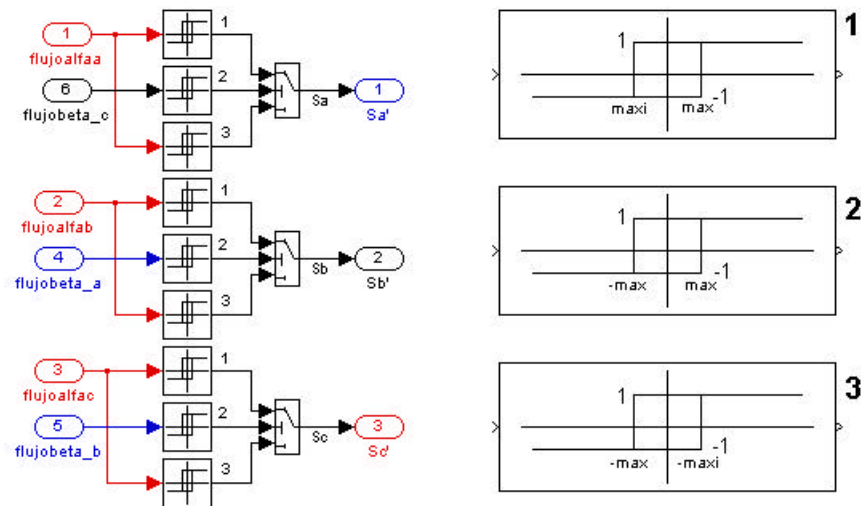 1
flujoalfaa
6
flujobeta_c
1
2
3
Sa
1
Sa'
2
flujoalfab
4
flujobeta_a
1
2
3
Sb
2
Sb'
3
flujoalfac
5
flujobeta_b
1
2
3
Sc
3
Sc'
1
1
maxi
max
-1
2
1
-max
max
-1
3
1
-max
-maxi
-1